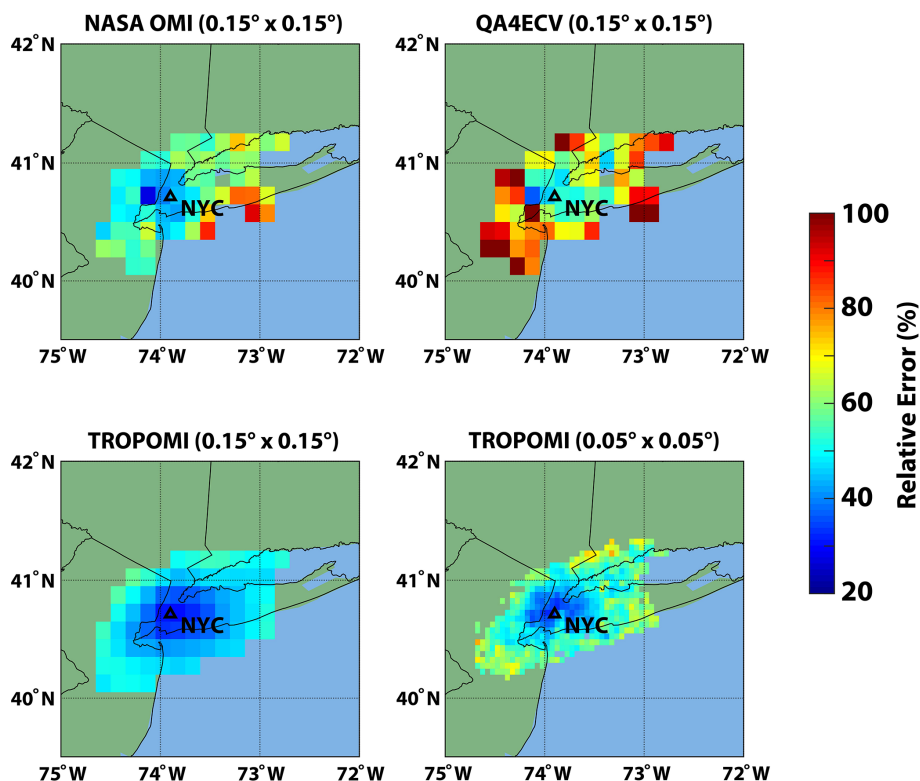 NASA OMI (0.15° x 0.15°)
QA4ECV (0.15° x 0.15°)
42˚N
42˚N
41˚N
41˚N
NYC
NYC
40˚N
40˚N
75˚W
74˚W
73˚W
72˚W
75˚W
74˚W
73˚W
72˚W
TROPOMI (0.15° x 0.15°)
TROPOMI (0.05° x 0.05°)
42˚N
42˚N
41˚N
41˚N
NYC
NYC
40˚N
40˚N
75˚W
74˚W
73˚W
72˚W
75˚W
74˚W
73˚W
72˚W
100
80
60
40
20
Relative Error (%)